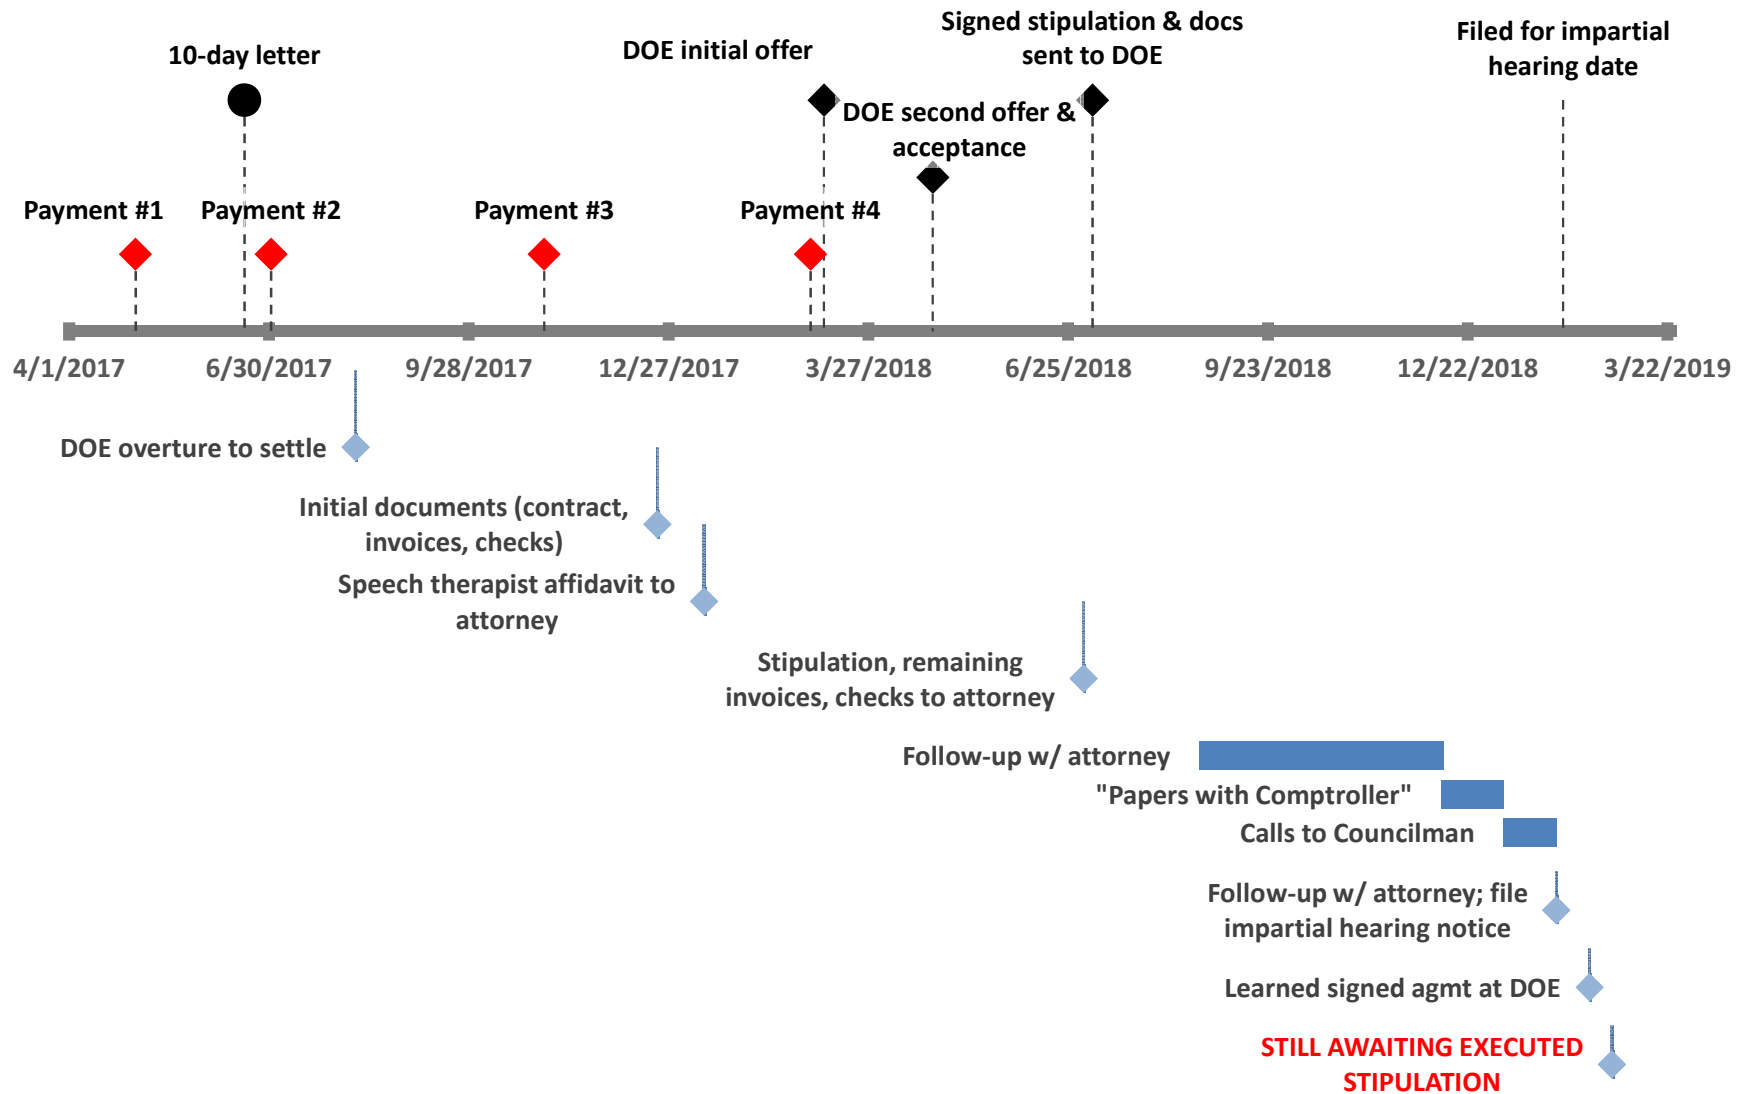 Signed stipulation & docs
sent to DOE
Filed for impartial
hearing date
10-day letter
DOE initial offer
DOE second offer &
acceptance
Payment #1
Payment #2
Payment #3
Payment #4
4/1/2017
6/30/2017
9/28/2017
12/27/2017
3/27/2018
6/25/2018
9/23/2018
12/22/2018
3/22/2019
DOE overture to settle
Initial documents (contract,
invoices, checks)
Speech therapist affidavit to
attorney
Stipulation, remaining
invoices, checks to attorney
Follow-up w/ attorney
"Papers with Comptroller"
Calls to Councilman
Follow-up w/ attorney; file
impartial hearing notice
Learned signed agmt at DOE
STILL AWAITING EXECUTED
STIPULATION